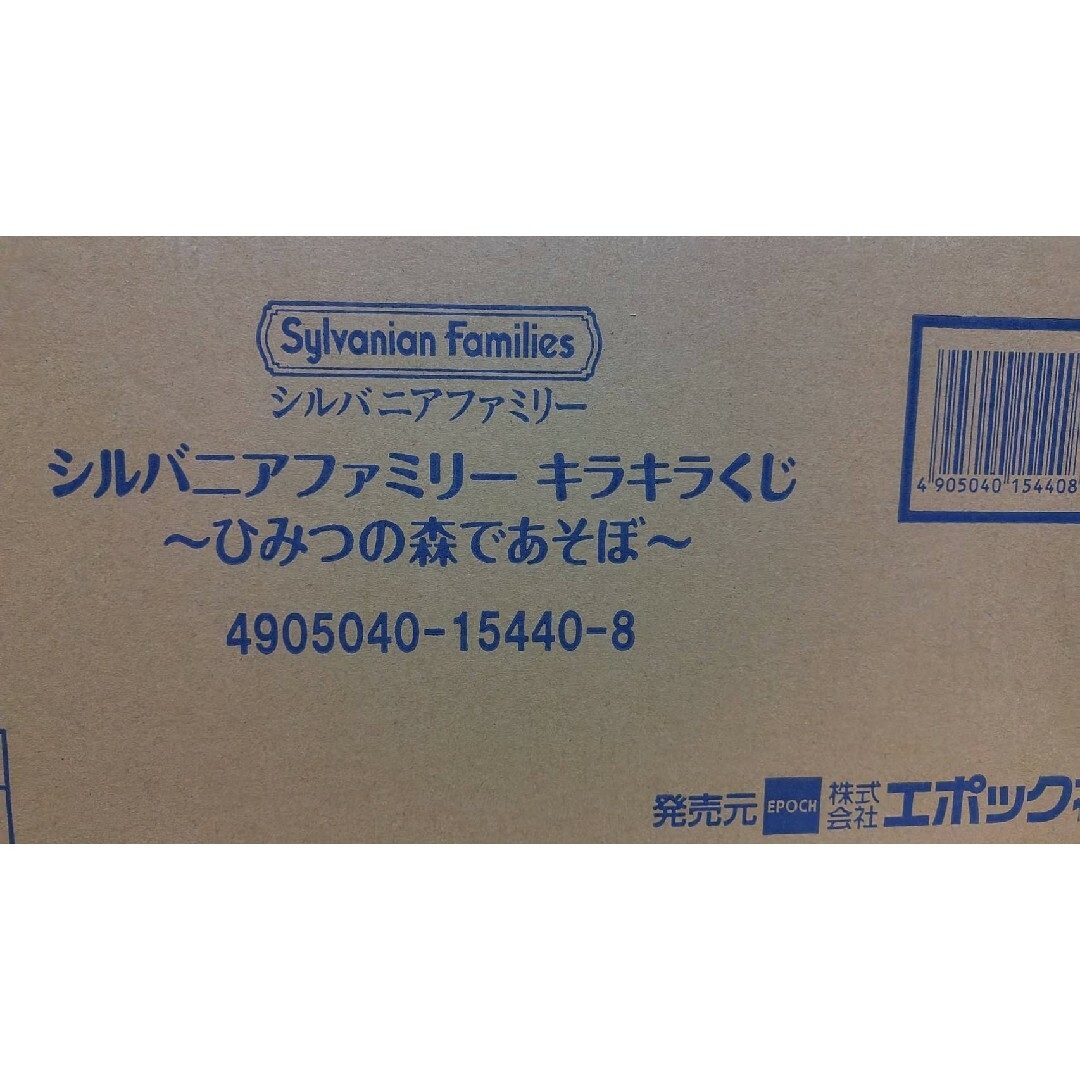 Sylvanian Families
シルバニアファミリー
シルバニアファミリー キラキラくじ
～ひみつの森であそぼ～
4905040-15440-8
4 905040 154408
発売元 EPOCH 株式会社 エポック